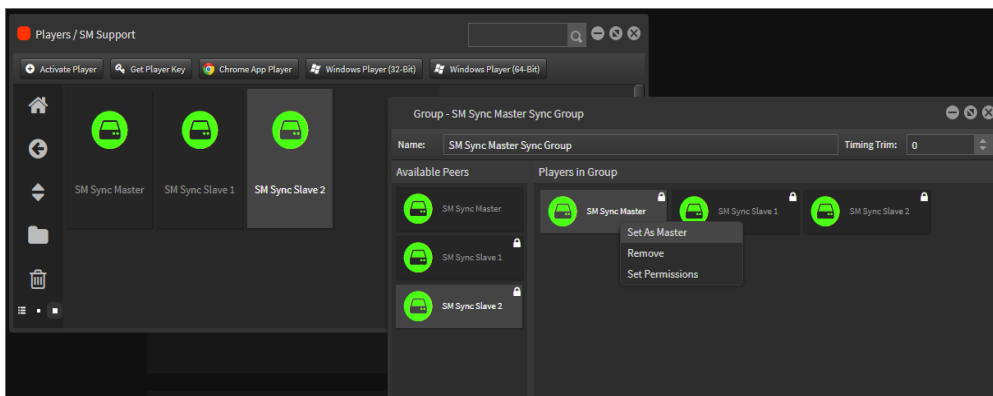 Players / SM Support
Activate Player Get Player Key Chrome App Player Windows Player (32-Bit) Windows Player (64-Bit)
SM Sync Master SM Sync Slave 1 SM Sync Slave 2
Group - SM Sync Master Sync Group
Name: SM Sync Master Sync Group Timing Trim: 0
Available Peers Players in Group
SM Sync Master
SM Sync Slave 1
SM Sync Slave 2
SM Sync Master SM Sync Slave 1 SM Sync Slave 2
Set As Master
Remove
Set Permissions